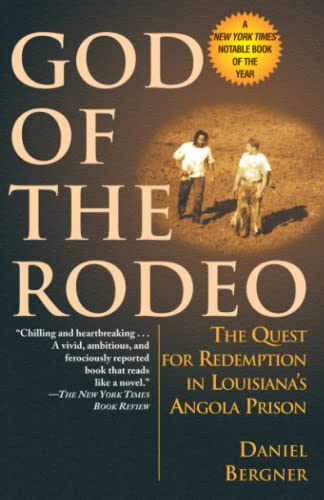 A
"NEW YORK TIMES"
NOTABLE BOOK OF
THE YEAR
GOD
OF
THE
RODEO
"Chilling and heartbreaking . . .
A vivid, ambitious, and
ferociously reported
book that reads
like a novel."
—THE NEW YORK TIMES
BOOK REVIEW
THE QUEST
FOR REDEMPTION
IN LOUISIANA'S
ANGOLA PRISON
DANIEL
BERGNER